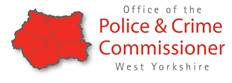 Office of the
Police & Crime
Commissioner
West Yorkshire